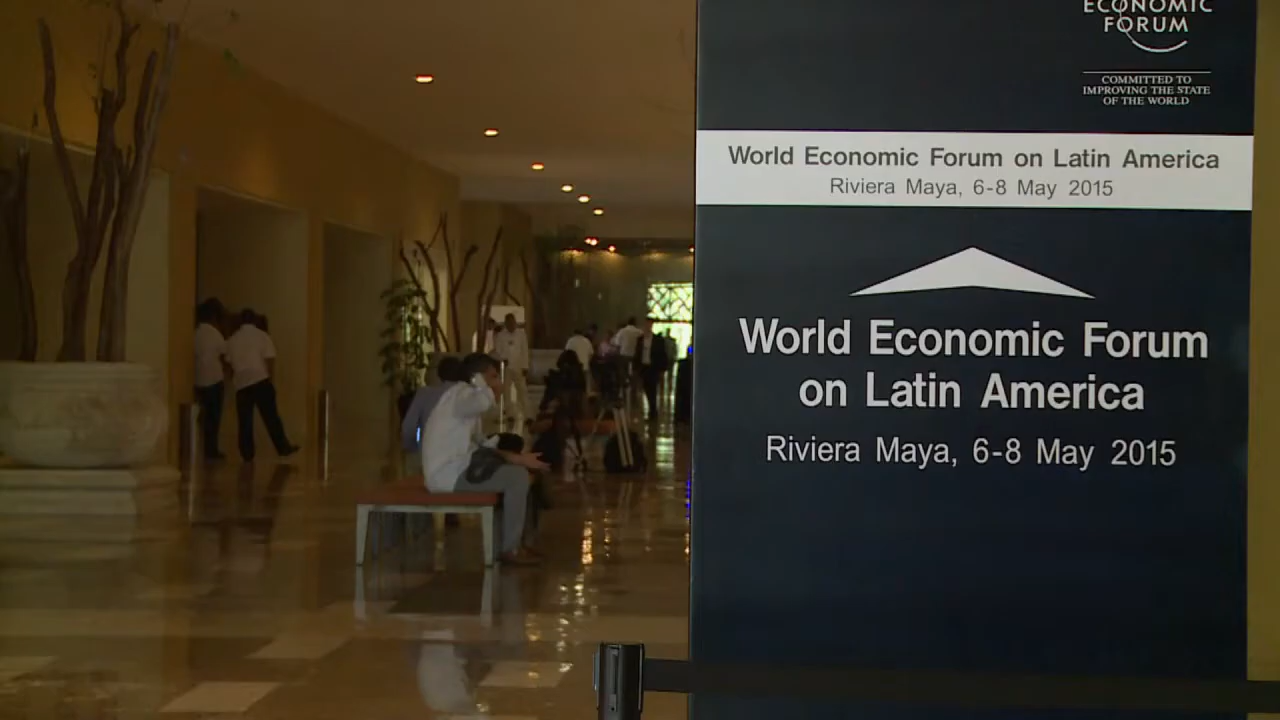 ECONOMIC
FORUM
COMMITTED TO
IMPROVING THE STATE
OF THE WORLD
World Economic Forum on Latin America
Riviera Maya, 6-8 May 2015
World Economic Forum
on Latin America
Riviera Maya, 6-8 May 2015